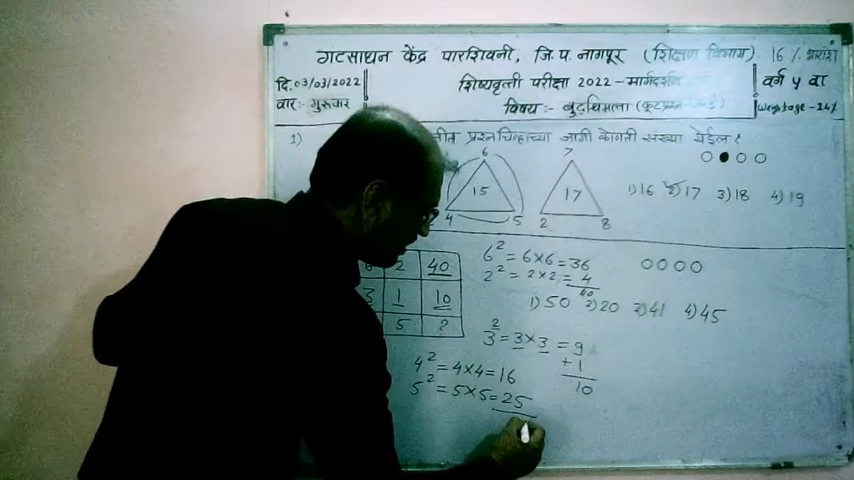 गटसाधन केंद्र पारशिवनी, जि.प. नागपूर (शिक्षण विभाग) 16 %
दि.03/03/2022 शिष्यवृत्ती परीक्षा 2022 - मार्गदर्शन वर्ग ५ वा
वार:- गुरुवार विषय:- बुद्धिमत्ता Weightage - 24%
1) प्रश्नचिन्हाच्या जागी कोणती संख्या येईल?
6 7
15 17 1) 16 2) 17 3) 18 4) 19
4 5 2 8
6 2 40
3 1 10
5 ?
6² = 6×6 = 36
2² = 2×2 = 4
40
1) 50 2) 20 3) 41 4) 45
3² = 3×3 = 9
+ 1
10
4² = 4×4 = 16
5² = 5×5 = 25